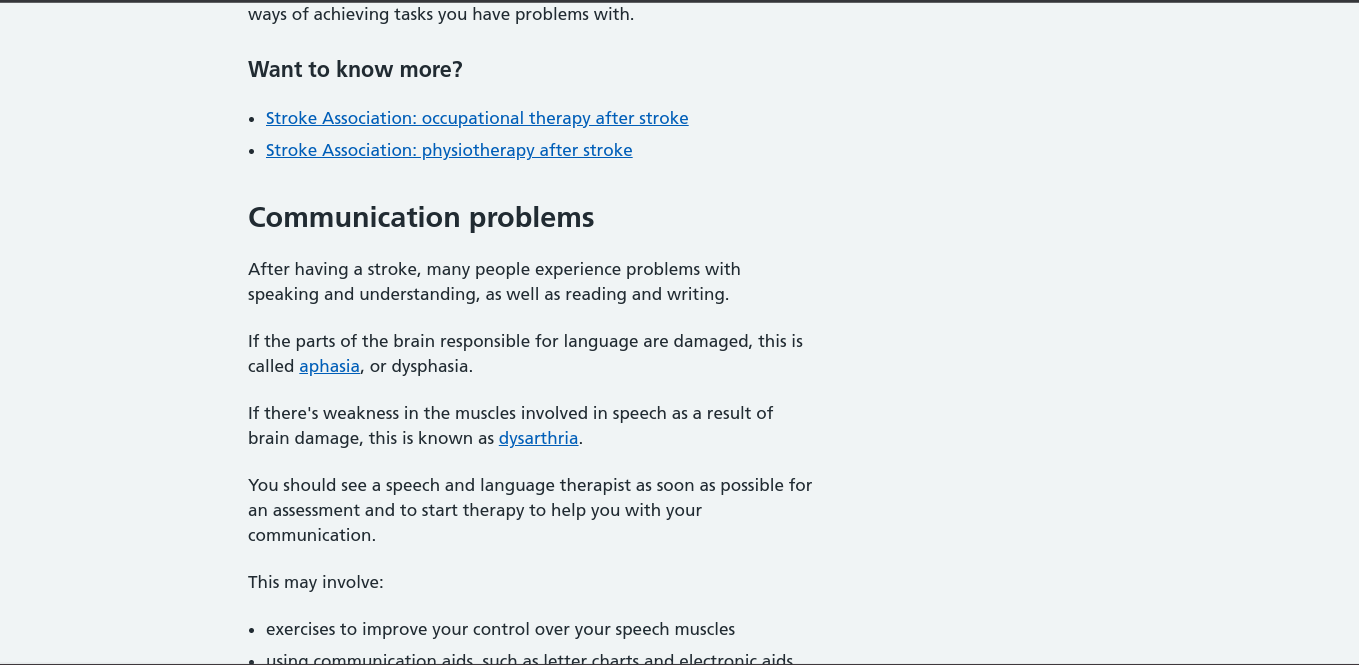 ways of achieving tasks you have problems with.
Want to know more?
• Stroke Association: occupational therapy after stroke
• Stroke Association: physiotherapy after stroke
Communication problems
After having a stroke, many people experience problems with
speaking and understanding, as well as reading and writing.
If the parts of the brain responsible for language are damaged, this is
called aphasia, or dysphasia.
If there's weakness in the muscles involved in speech as a result of
brain damage, this is known as dysarthria.
You should see a speech and language therapist as soon as possible for
an assessment and to start therapy to help you with your
communication.
This may involve:
• exercises to improve your control over your speech muscles
• using communication aids, such as letter charts and electronic aids